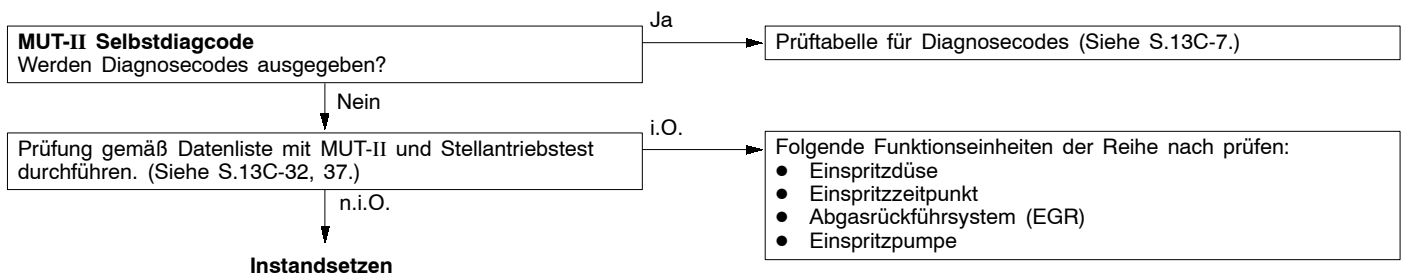 MUT-II Selbstdiagcode
Werden Diagnosecodes ausgegeben?
Ja
Prüftabelle für Diagnosecodes (Siehe S.13C-7.)
Nein
Prüfung gemäß Datenliste mit MUT-II und Stellantriebstest
durchführen. (Siehe S.13C-32, 37.)
i.O.
Folgende Funktionseinheiten der Reihe nach prüfen:
● Einspritzdüse
● Einspritzzeitpunkt
● Abgasrückführsystem (EGR)
● Einspritzpumpe
n.i.O.
Instandsetzen